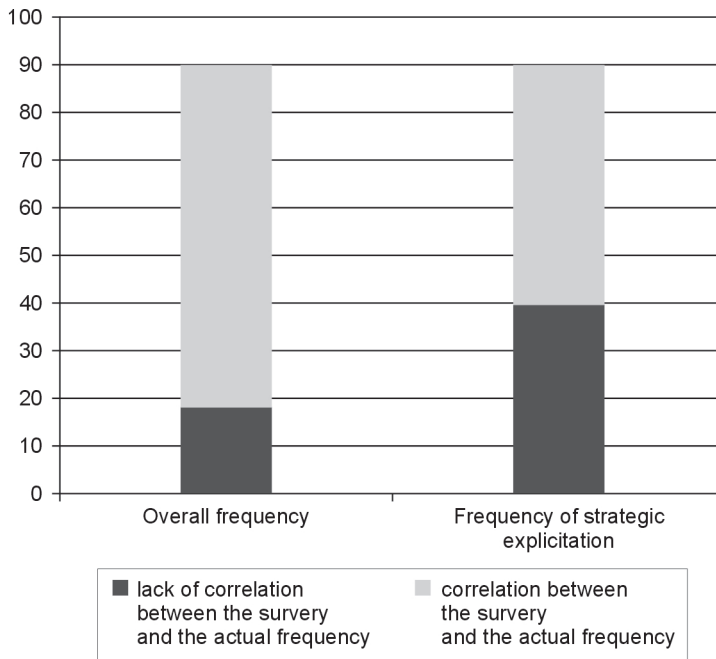 100
90
80
70
60
50
40
30
20
10
0
Overall frequency
Frequency of strategic
explicitation
lack of correlation
between the survery
and the actual frequency
correlation between
the survery
and the actual frequency